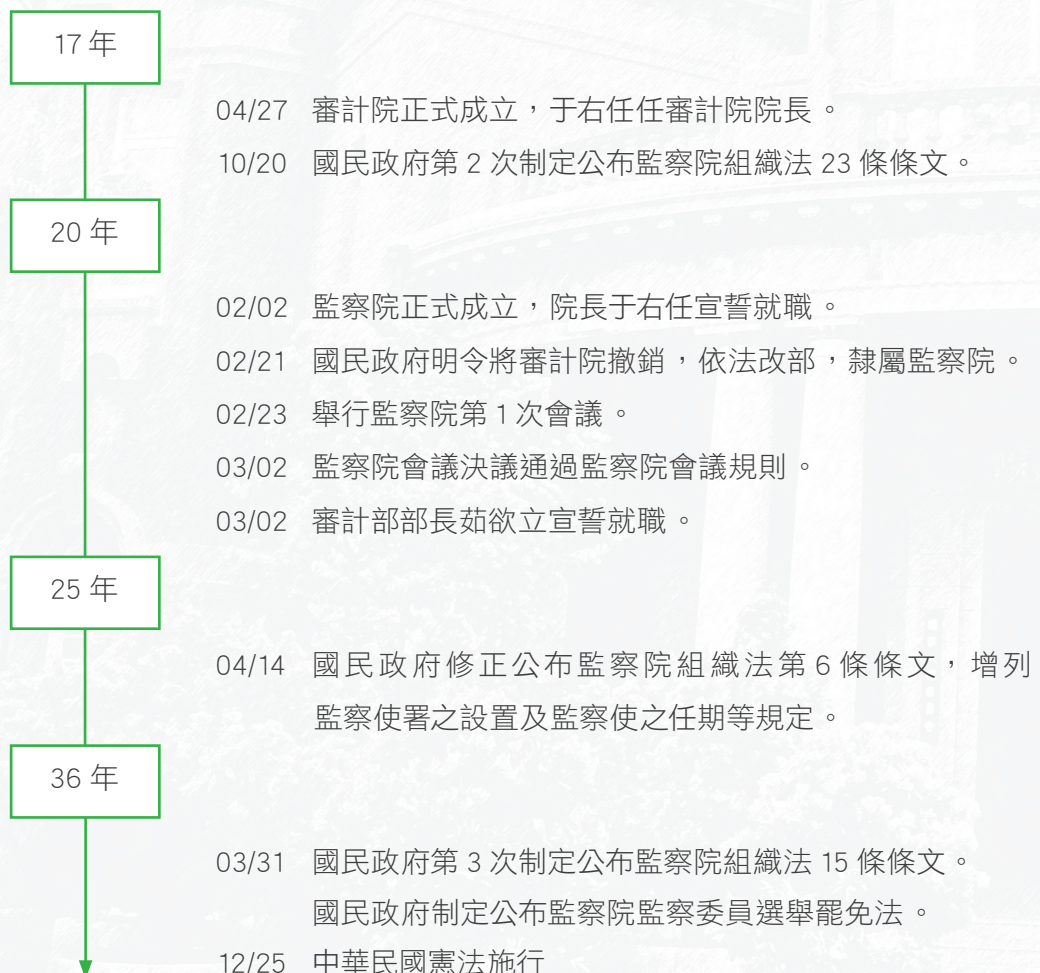 17 年
04/27 審計院正式成立，于右任任審計院院長。
10/20 國民政府第 2 次制定公布監察院組織法 23 條條文。
20 年
02/02 監察院正式成立，院長于右任宣誓就職。
02/21 國民政府明令將審計院撤銷，依法改部，隸屬監察院。
02/23 舉行監察院第 1 次會議。
03/02 監察院會議決議通過監察院會議規則。
03/02 審計部部長茹欲立宣誓就職。
25 年
04/14 國民政府修正公布監察院組織法第 6 條條文，增列
監察使署之設置及監察使之任期等規定。
36 年
03/31 國民政府第 3 次制定公布監察院組織法 15 條條文。
國民政府制定公布監察院監察委員選舉罷免法。
12/25 中華民國憲法施行